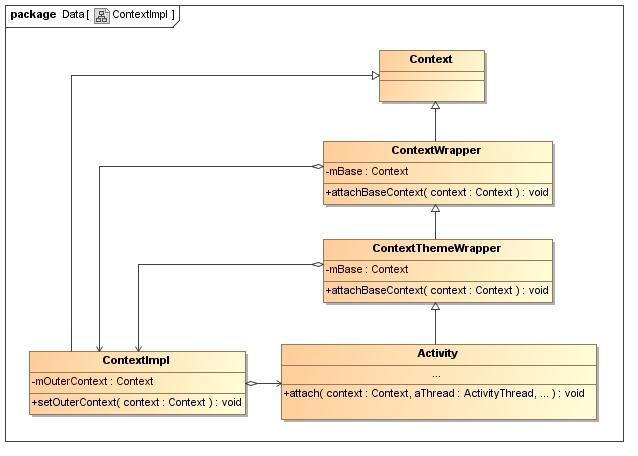 package Data [ ContextImpl ]
Context
ContextWrapper
-mBase : Context
+attachBaseContext( context : Context ) : void
ContextThemeWrapper
-mBase : Context
+attachBaseContext( context : Context ) : void
ContextImpl
-mOuterContext : Context
+setOuterContext( context : Context ) : void
Activity
...
+attach( context : Context, aThread : ActivityThread, ... ) : void